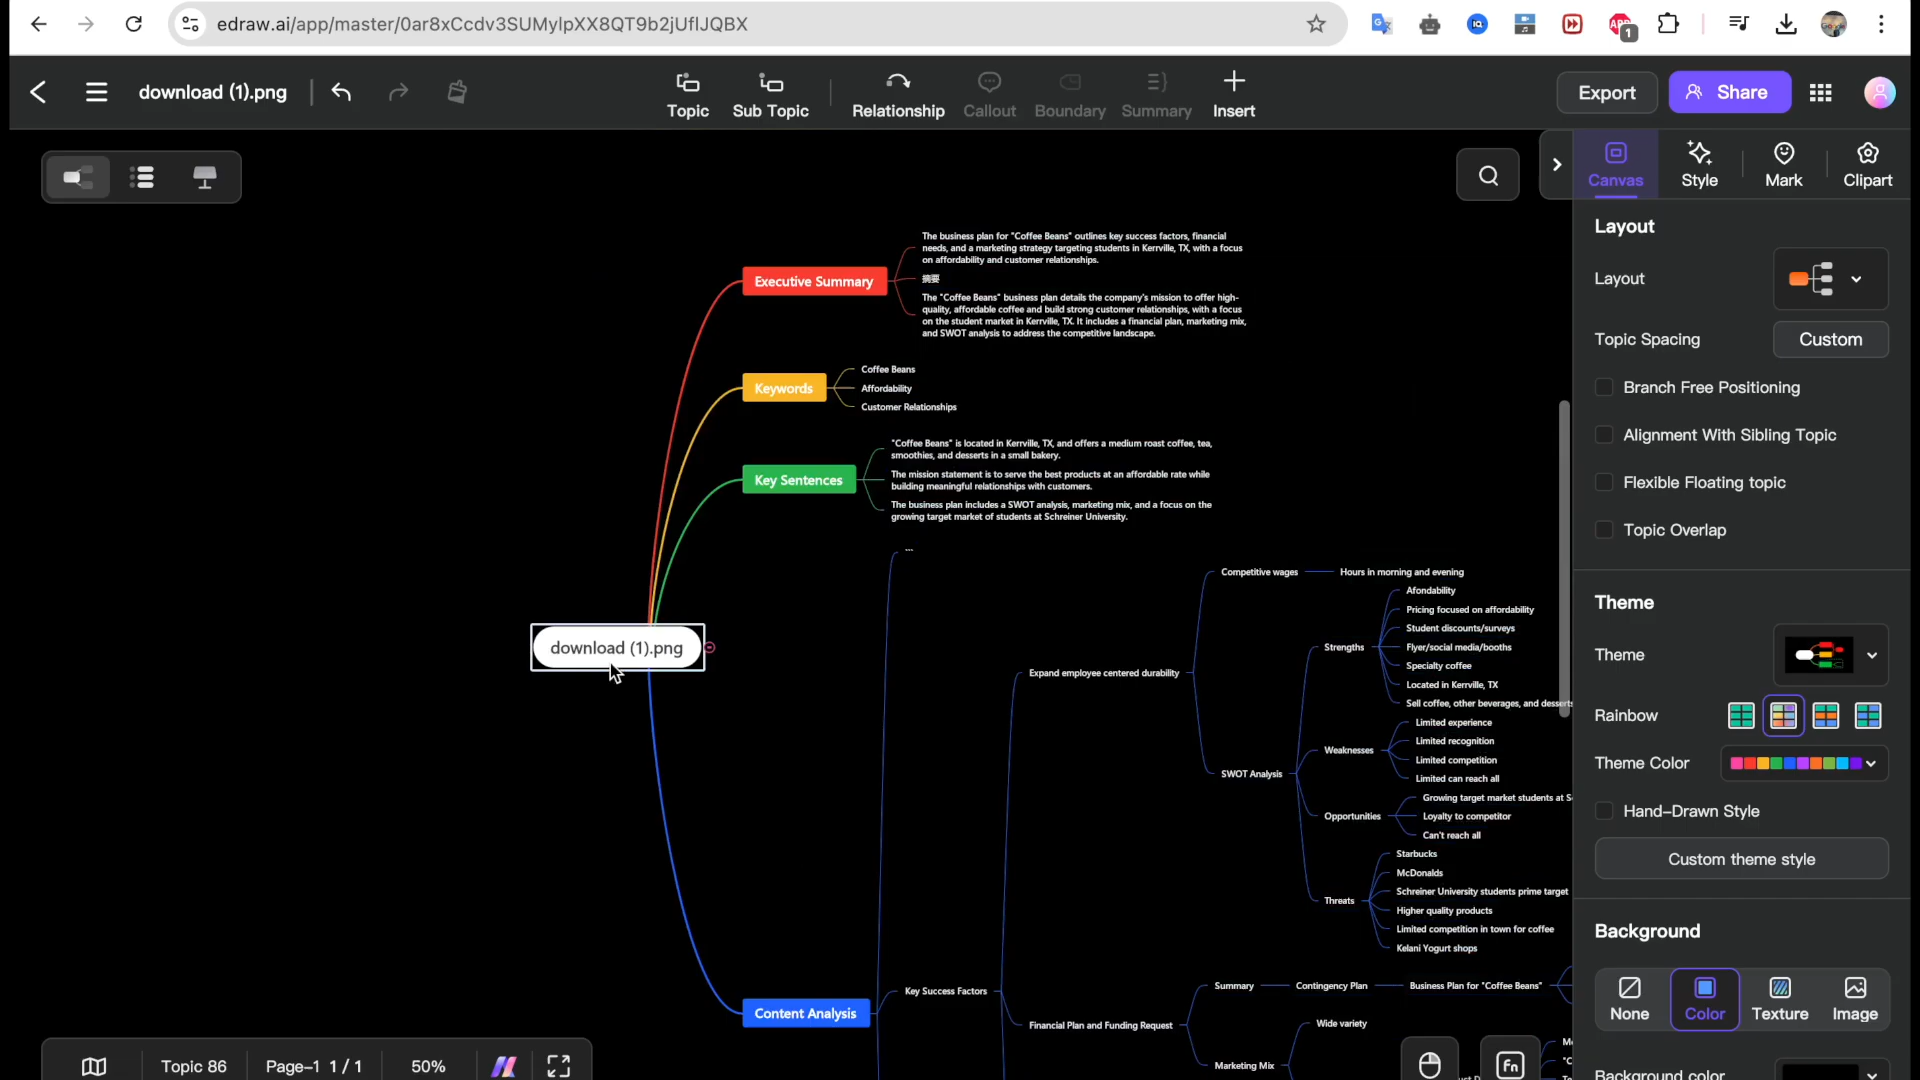 edraw.ai/app/master/0ar8xCcdv3SUMylpXX8QT9b2jUflJQBX
1
download (1).png
Topic
Sub Topic
Relationship
Callout
Boundary
Summary
Insert
Export
Share
Canvas
Style
Mark
Clipart
Layout
Layout
Topic Spacing
Custom
Branch Free Positioning
Alignment With Sibling Topic
Flexible Floating topic
Topic Overlap
Theme
Theme
Rainbow
Theme Color
Hand-Drawn Style
Custom theme style
Background
None
Color
Texture
Image
Background color
Executive Summary
The business plan for "Coffee Beans" outlines key success factors, financial
needs, and a marketing strategy targeting students in Kerrville, TX, with a focus
on affordability and customer relationships.
摘要
The "Coffee Beans" business plan details the company's mission to offer high-
quality, affordable coffee and build strong customer relationships, with a focus
on the student market in Kerrville, TX. It includes a financial plan, marketing mix,
and SWOT analysis to address the competitive landscape.
Keywords
Coffee Beans
Affordability
Customer Relationships
Key Sentences
"Coffee Beans" is located in Kerrville, TX, and offers a medium roast coffee, tea,
smoothies, and desserts in a small bakery.
The mission statement is to serve the best products at an affordable rate while
building meaningful relationships with customers.
The business plan includes a SWOT analysis, marketing mix, and a focus on the
growing target market of students at Schreiner University.
...
download (1).png
Content Analysis
Key Success Factors
Expand employee centered durability
Competitive wages
Hours in morning and evening
SWOT Analysis
Strengths
Afondability
Pricing focused on affordability
Student discounts/surveys
Flyer/social media/booths
Specialty coffee
Located in Kerrville, TX
Sell coffee, other beverages, and desserts
Weaknesses
Limited experience
Limited recognition
Limited competition
Limited can reach all
Opportunities
Growing target market students at S
Loyalty to competitor
Can't reach all
Threats
Starbucks
McDonalds
Schreiner University students prime target
Higher quality products
Limited competition in town for coffee
Kelani Yogurt shops
Financial Plan and Funding Request
Summary
Contingency Plan
Business Plan for "Coffee Beans"
Marketing Mix
Wide variety
Topic 86
Page-1 1 / 1
50%
Fn